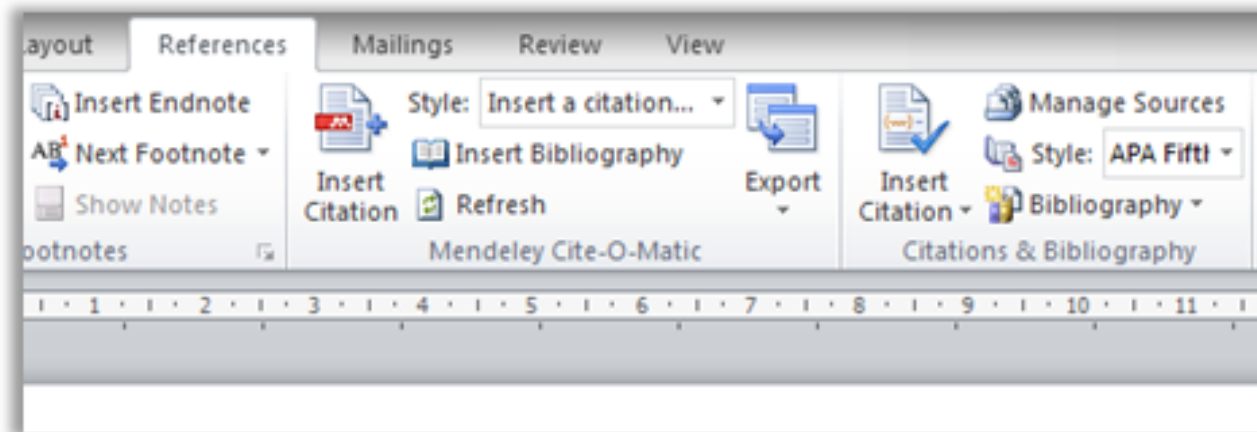 ayout References Mailings Review View
Insert Endnote
Next Footnote
Show Notes
ootnotes
Insert
Citation
Style: Insert a citation...
Insert Bibliography
Refresh
Export
Mendeley Cite-O-Matic
Insert
Citation
Manage Sources
Style: APA Fifth
Bibliography
Citations & Bibliography
1 2 3 4 5 6 7 8 9 10 11